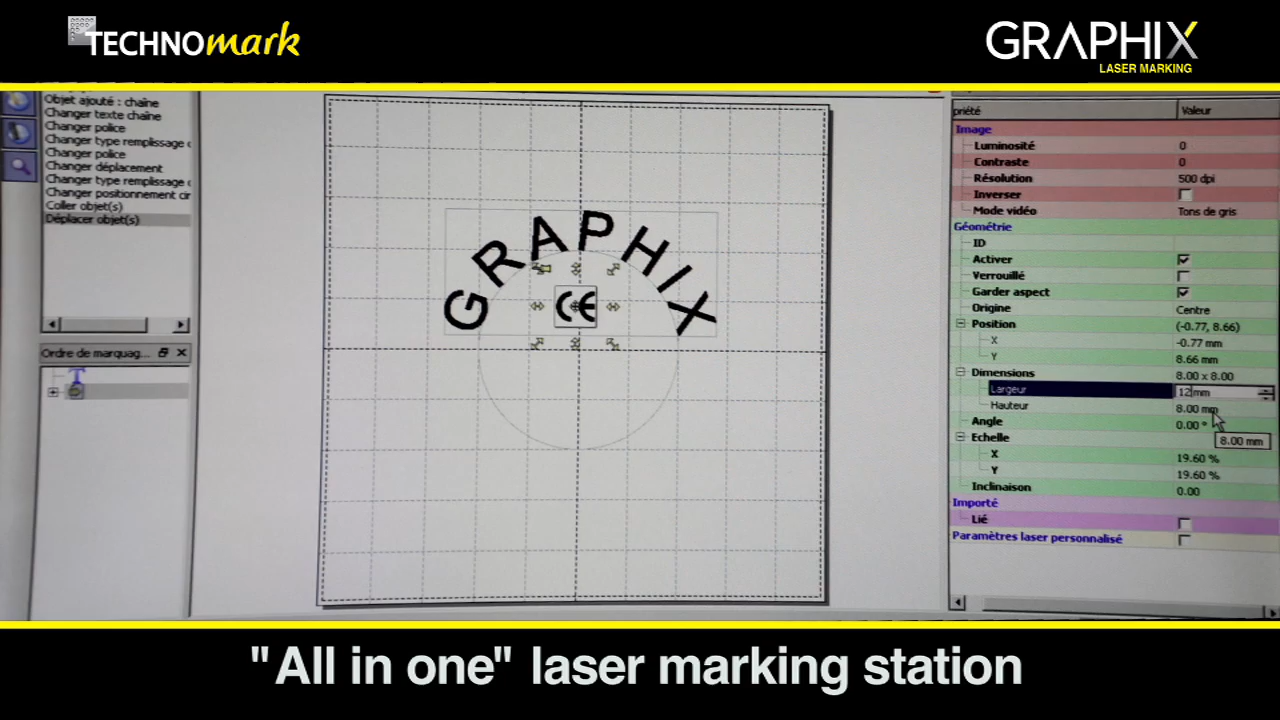 TECHNOmark
GRAPHIX
LASER MARKING
Objet ajouté : chaîne
Changer texte chaîne
Changer police
Changer type remplissage
Changer police
Changer déplacement
Changer type remplissage
Changer positionnement cir
Coller objet(s)
Déplacer objet(s)
Ordre de marquag...
T
GRAPHIX
CE
priété Valeur
Image
Luminosité 0
Contraste 0
Résolution 500 dpi
Inverser
Mode vidéo Tons de gris
Géométrie
ID
Activer
Verrouillé
Garder aspect
Origine Centre
Position (-0.77, 8.66)
X -0.77 mm
Y 8.66 mm
Dimensions 8.00 x 8.00
Largeur 12 mm
Hauteur 8.00 mm
Angle 0.00 °
8.00 mm
Echelle
X 19.60 %
Y 19.60 %
Inclinaison 0.00
Importé
Lié
Paramètres laser personnalisé
"All in one" laser marking station